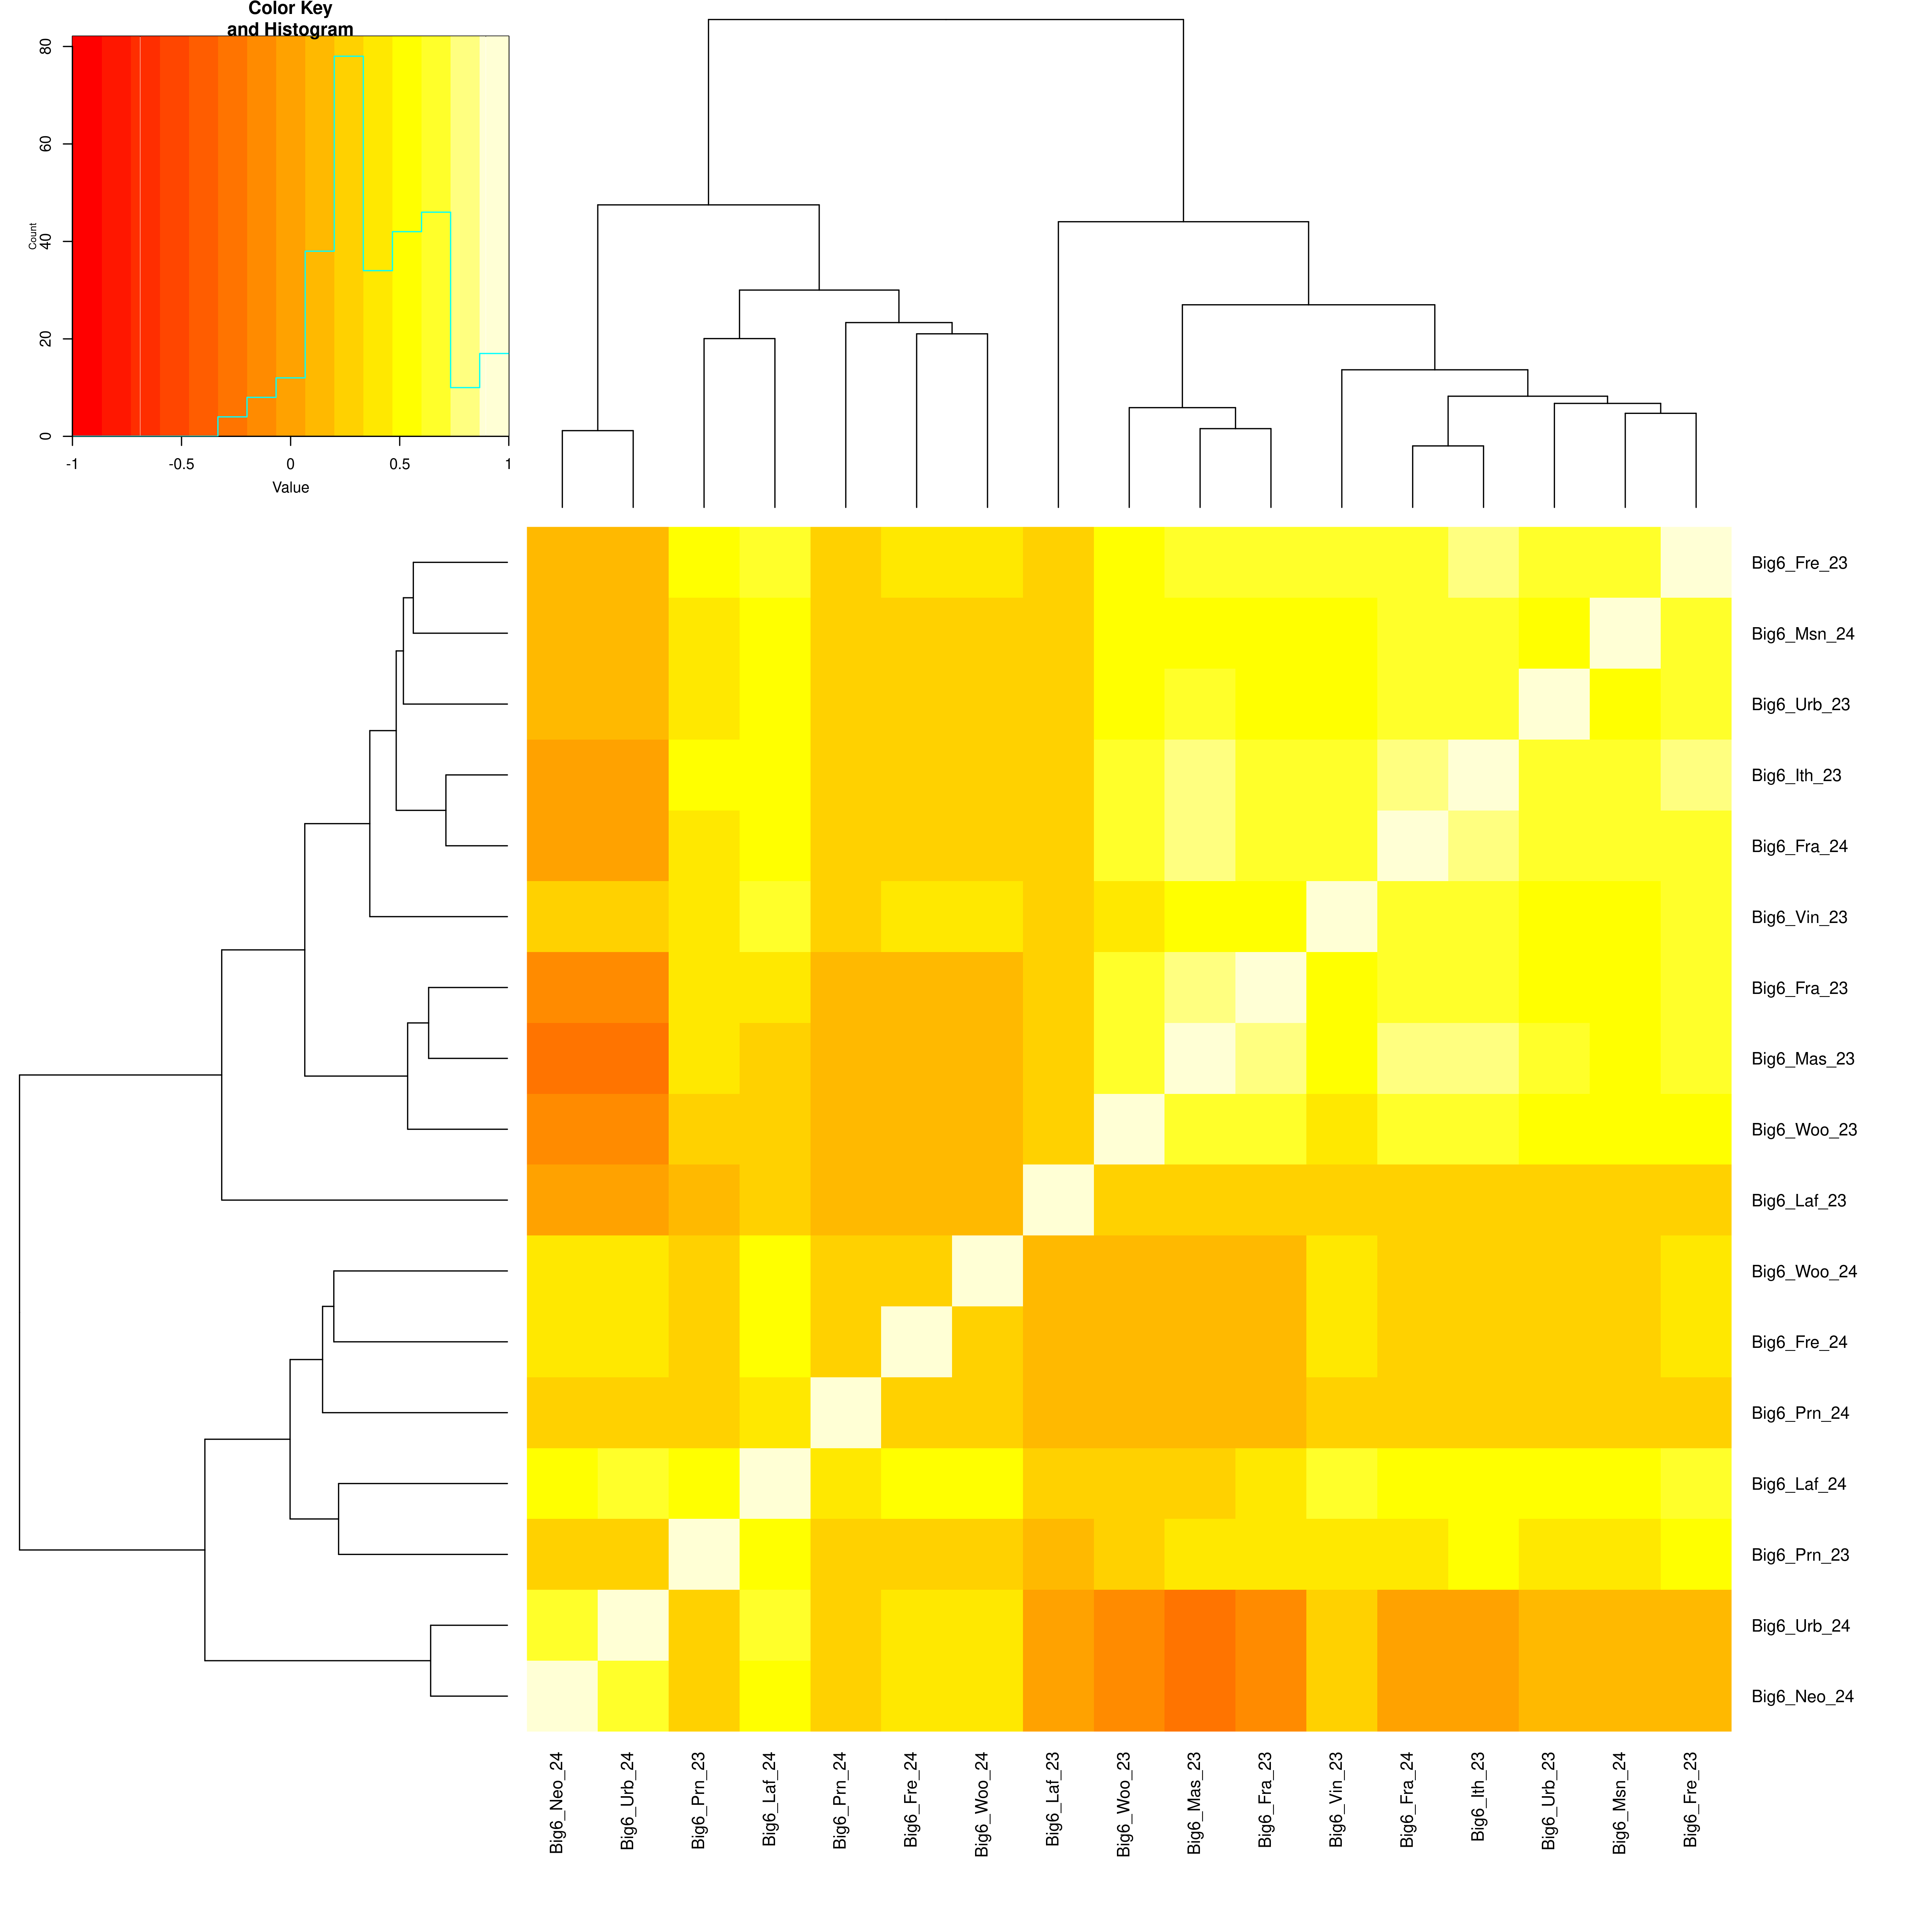 Color Key
and Histogram
80
60
40
20
0
Count
-1
-0.5
0
0.5
1
Value
Big6_Fre_23
Big6_Msn_24
Big6_Urb_23
Big6_Ith_23
Big6_Fra_24
Big6_Vin_23
Big6_Fra_23
Big6_Mas_23
Big6_Woo_23
Big6_Laf_23
Big6_Woo_24
Big6_Fre_24
Big6_Prn_24
Big6_Laf_24
Big6_Prn_23
Big6_Urb_24
Big6_Neo_24
Big6_Neo_24
Big6_Urb_24
Big6_Prn_23
Big6_Laf_24
Big6_Prn_24
Big6_Fre_24
Big6_Woo_24
Big6_Laf_23
Big6_Woo_23
Big6_Mas_23
Big6_Fra_23
Big6_Vin_23
Big6_Fra_24
Big6_Ith_23
Big6_Urb_23
Big6_Msn_24
Big6_Fre_23